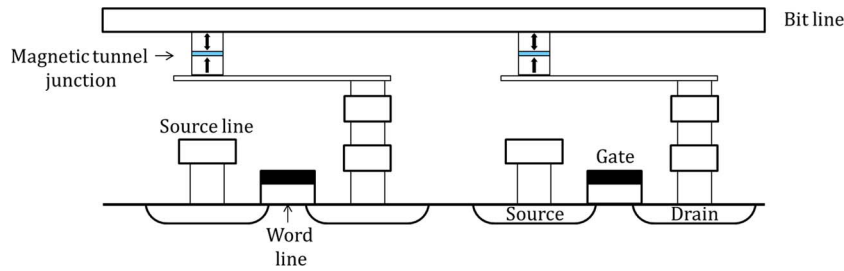 Bit line
Magnetic tunnel
junction
Source line
Gate
Source
Drain
Word
line